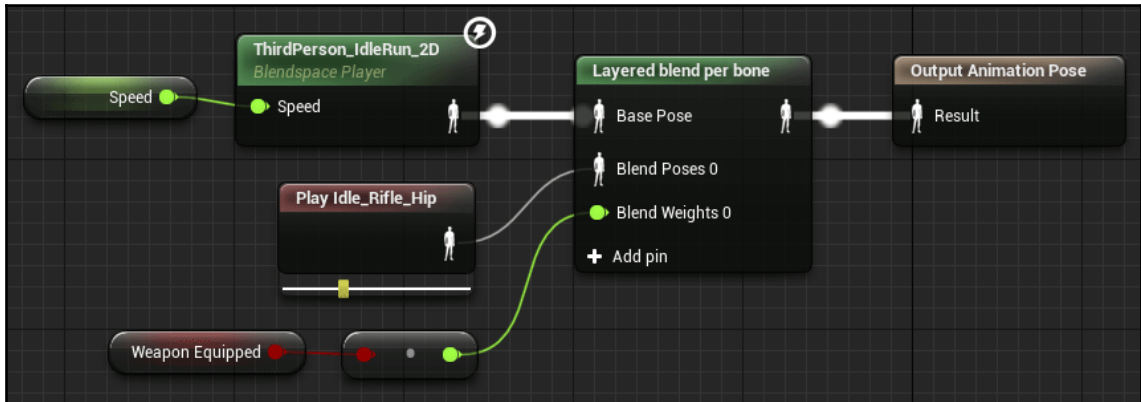 ThirdPerson_IdleRun_2D
Blendspace Player
Speed
Speed
Layered blend per bone
Base Pose
Blend Poses 0
Blend Weights 0
Add pin
Output Animation Pose
Result
Play Idle_Rifle_Hip
Weapon Equipped